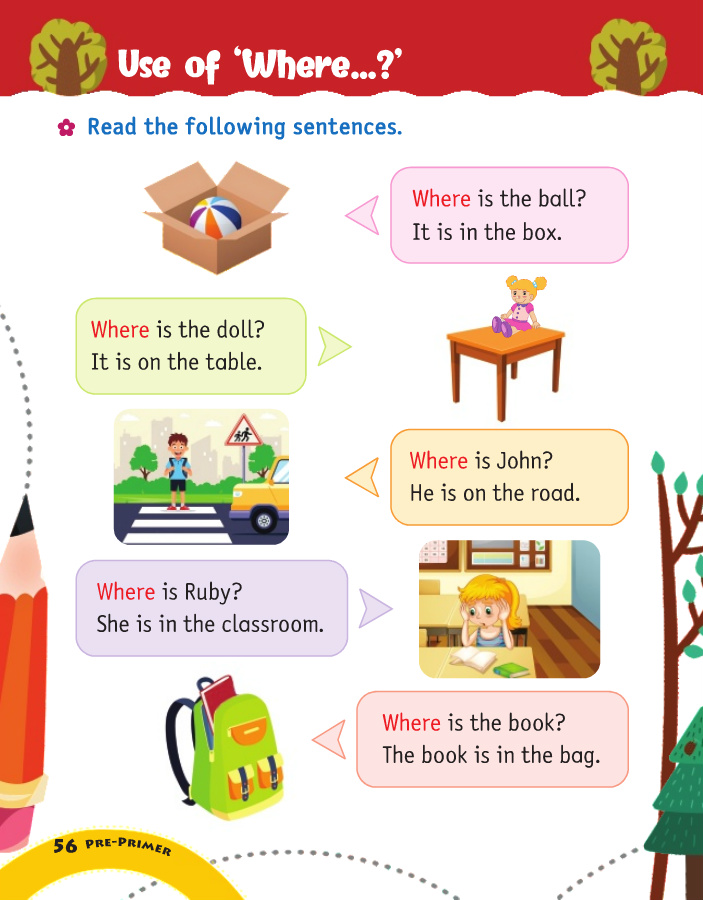 Use of ‘Where...?’
Read the following sentences.
Where is the ball?
It is in the box.
Where is the doll?
It is on the table.
Where is John?
He is on the road.
Where is Ruby?
She is in the classroom.
Where is the book?
The book is in the bag.
56 PRE-PRIMER